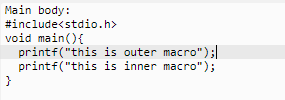 Main body:
#include<stdio.h>
void main(){
  printf("this is outer macro");
  printf("this is inner macro");
}